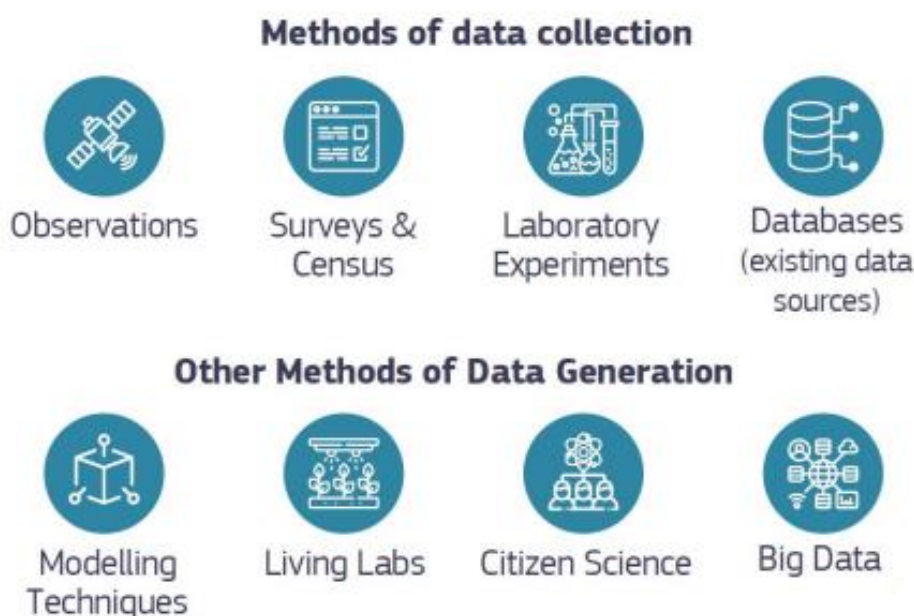 Methods of data collection
Observations
Surveys &
Census
Laboratory
Experiments
Databases
(existing data
sources)
Other Methods of Data Generation
Modelling
Techniques
Living Labs
Citizen Science
Big Data